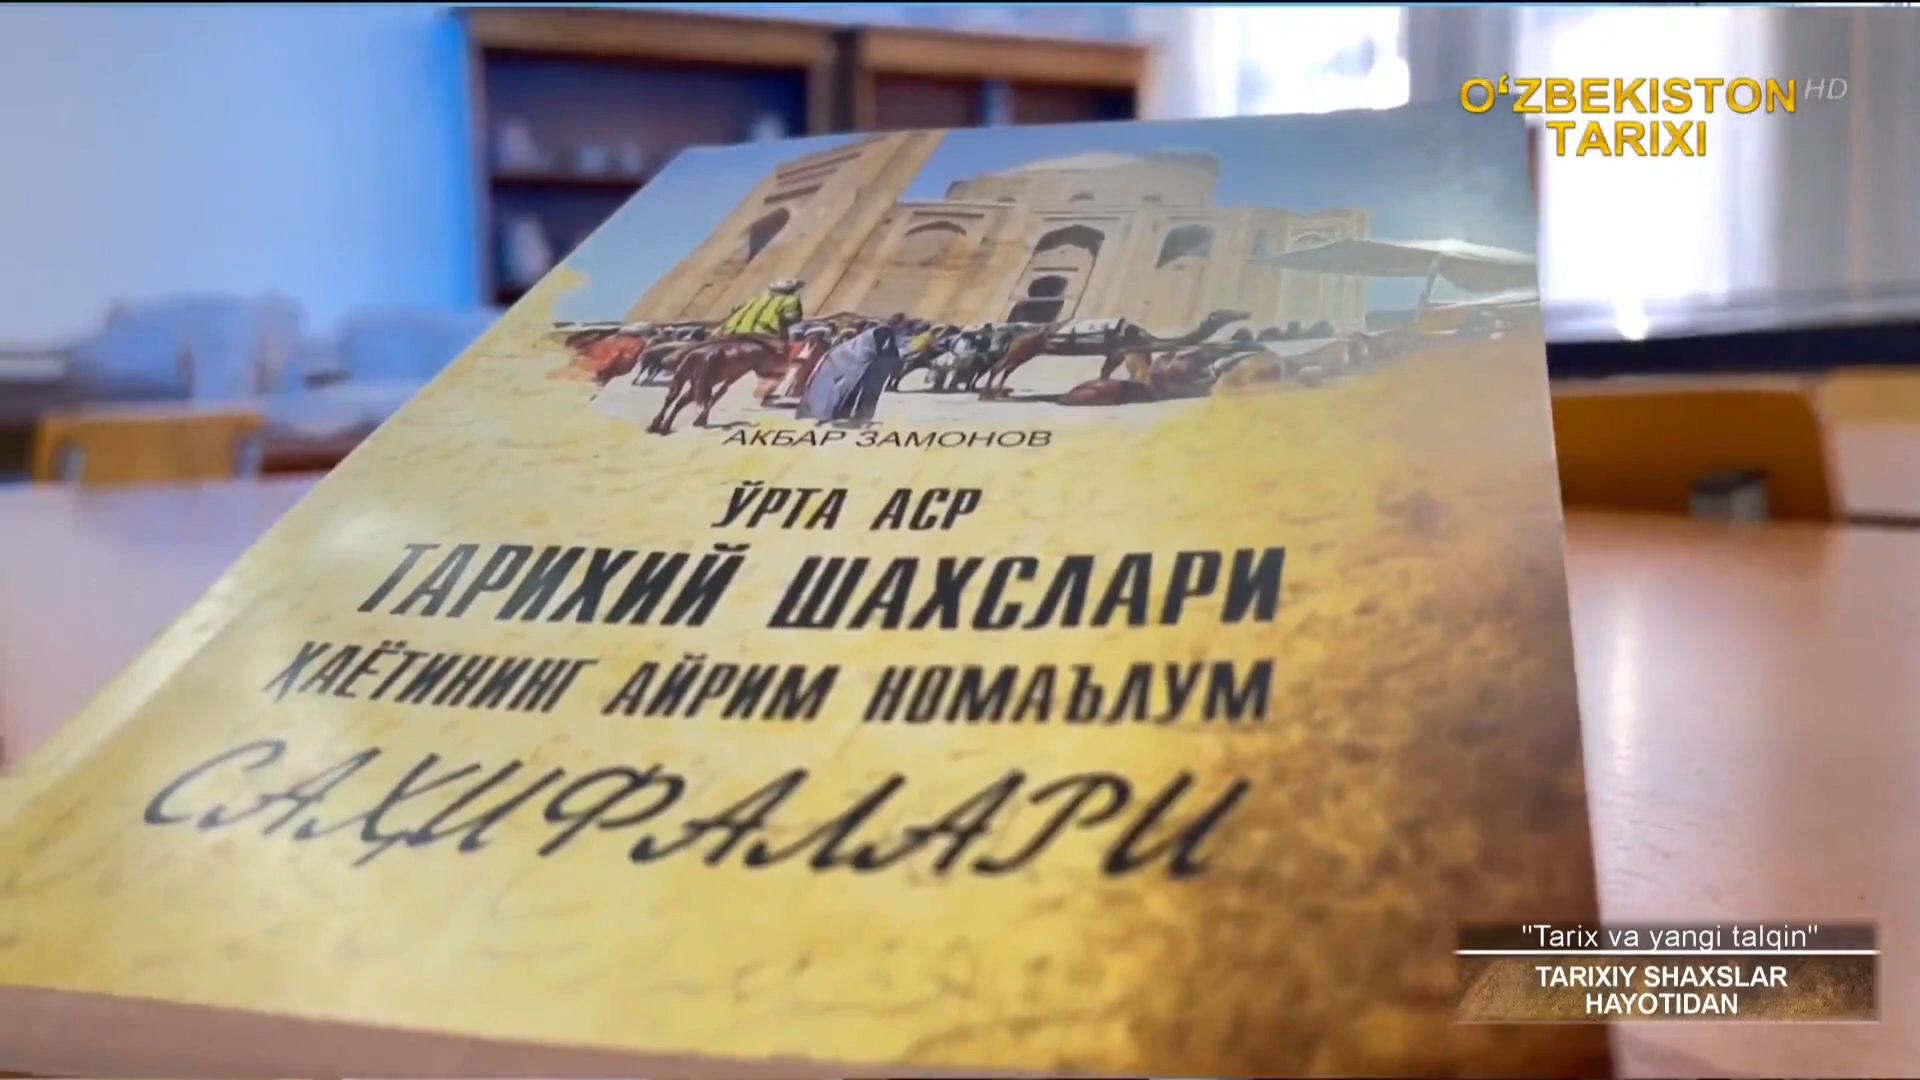 O‘ZBEKISTON HD
TARIXI
АКБАР ЗАМОНОВ
ЎРТА АСР
ТАРИХИЙ ШАХСЛАРИ
ҲАЁТИНИНГ АЙРИМ НОМАЪЛУМ
САҲИФАЛАРИ
"Tarix va yangi talqin"
TARIXIY SHAXSLAR
HAYOTIDAN